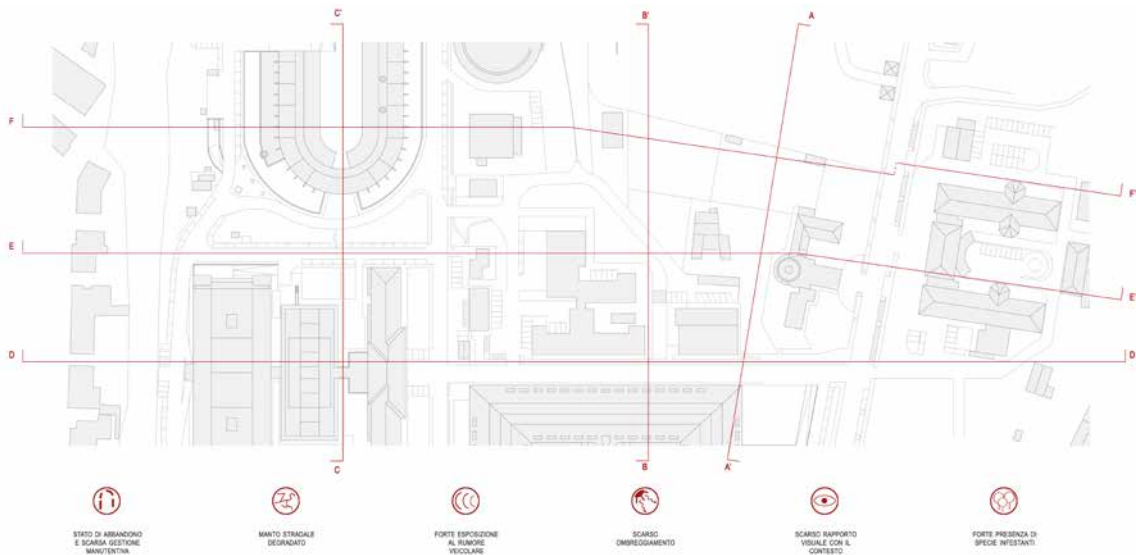 C'
B'
A
F
F'
E
E'
D
D
C
B
A'
STATO DI ABBANDONO
E SCARSA GESTIONE
MANUTENTIVA
MANTO STRADALE
DEGRADATO
FORTE ESPOSIZIONE
AL RUMORE
VEICOLARE
SCARSO
OMBREGGIAMENTO
SCARSO RAPPORTO
VISUALE CON IL
CONTESTO
FORTE PRESENZA DI
SPECIE INFESTANTI